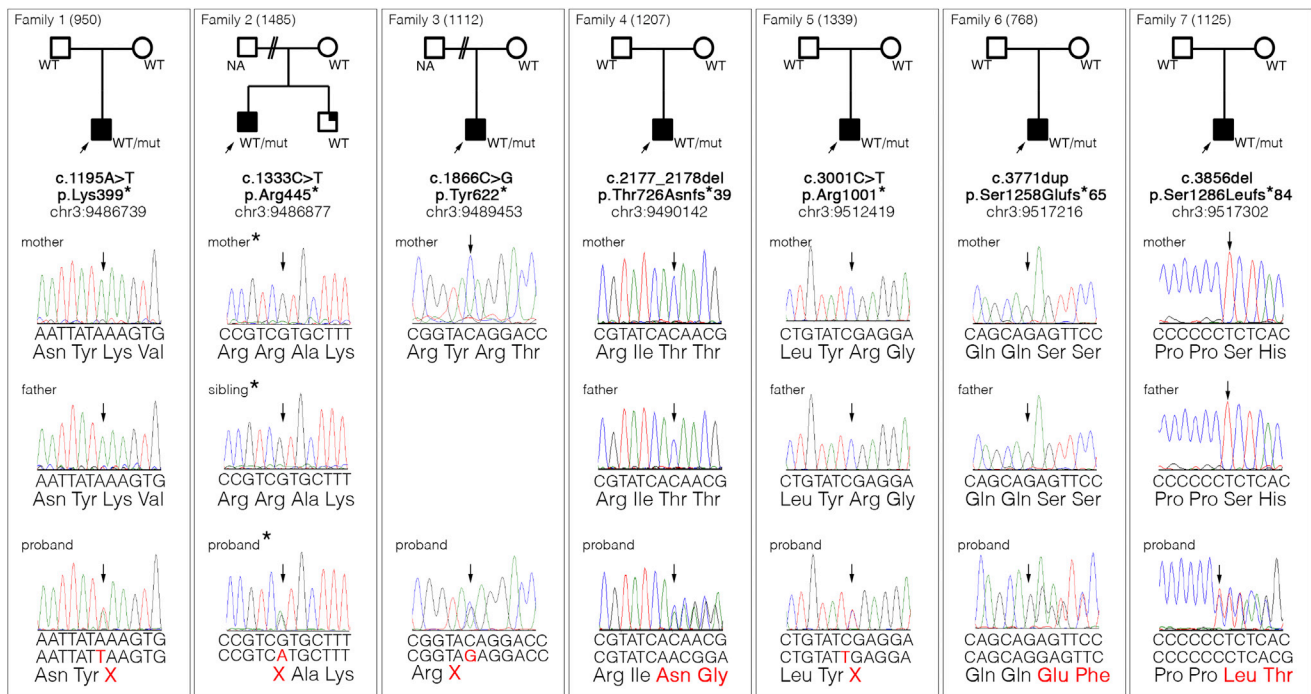 Family 1 (950)
WT
WT
WT/mut
c.1195A>T
p.Lys399*
chr3:9486739
mother
AATTATAAAGTG
Asn Tyr Lys Val
father
AATTATAAAGTG
Asn Tyr Lys Val
proband
AATTATAAAGTG
AATTATTAAGTG
Asn Tyr X
Family 2 (1485)
NA
WT
WT/mut
WT
c.1333C>T
p.Arg445*
chr3:9486877
mother*
CCGTCGTGCTTT
Arg Arg Ala Lys
sibling*
CCGTCGTGCTTT
Arg Arg Ala Lys
proband*
CCGTCGTGCTTT
CCGTCATGCTTT
X Ala Lys
Family 3 (1112)
NA
WT
WT/mut
c.1866C>G
p.Tyr622*
chr3:9489453
mother
CGGTACAGGACC
Arg Tyr Arg Thr
proband
CGGTACAGGACC
CGGTAGAGGACC
Arg X
Family 4 (1207)
WT
WT
WT/mut
c.2177_2178del
p.Thr726Asnfs*39
chr3:9490142
mother
CGTATCACAACG
Arg Ile Thr Thr
father
CGTATCACAACG
Arg Ile Thr Thr
proband
CGTATCACAACG
CGTATCAACGGA
Arg Ile Asn Gly
Family 5 (1339)
WT
WT
WT/mut
c.3001C>T
p.Arg1001*
chr3:9512419
mother
CTGTATCGAGGA
Leu Tyr Arg Gly
father
CTGTATCGAGGA
Leu Tyr Arg Gly
proband
CTGTATCGAGGA
CTGTATTGAGGA
Leu Tyr X
Family 6 (768)
WT
WT
WT/mut
c.3771dup
p.Ser1258Glufs*65
chr3:9517216
mother
CAGCAGAGTTCC
Gln Gln Ser Ser
father
CAGCAGAGTTCC
Gln Gln Ser Ser
proband
CAGCAGAGTTCC
CAGCAGGAGTTC
Gln Gln Glu Phe
Family 7 (1125)
WT
WT
WT/mut
c.3856del
p.Ser1286Leufs*84
chr3:9517302
mother
CCCCCCTCTCAC
Pro Pro Ser His
father
CCCCCCTCTCAC
Pro Pro Ser His
proband
CCCCCCTCTCAC
CCCCCCCTCACG
Pro Pro Leu Thr